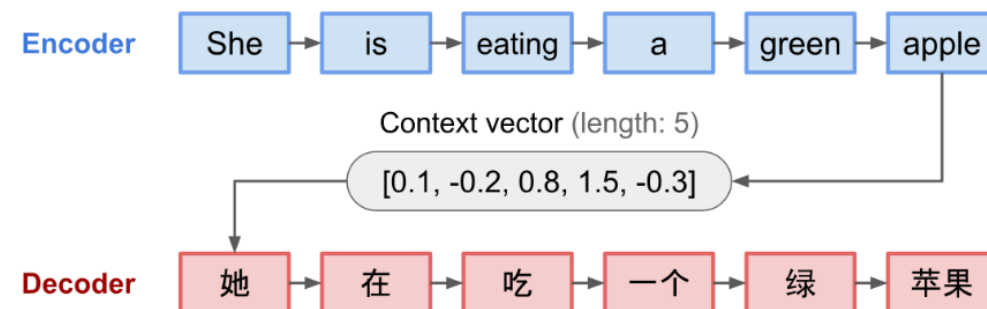 Encoder She is eating a green apple
Context vector (length: 5)
[0.1, -0.2, 0.8, 1.5, -0.3]
Decoder 她 在 吃 一个 绿 苹果